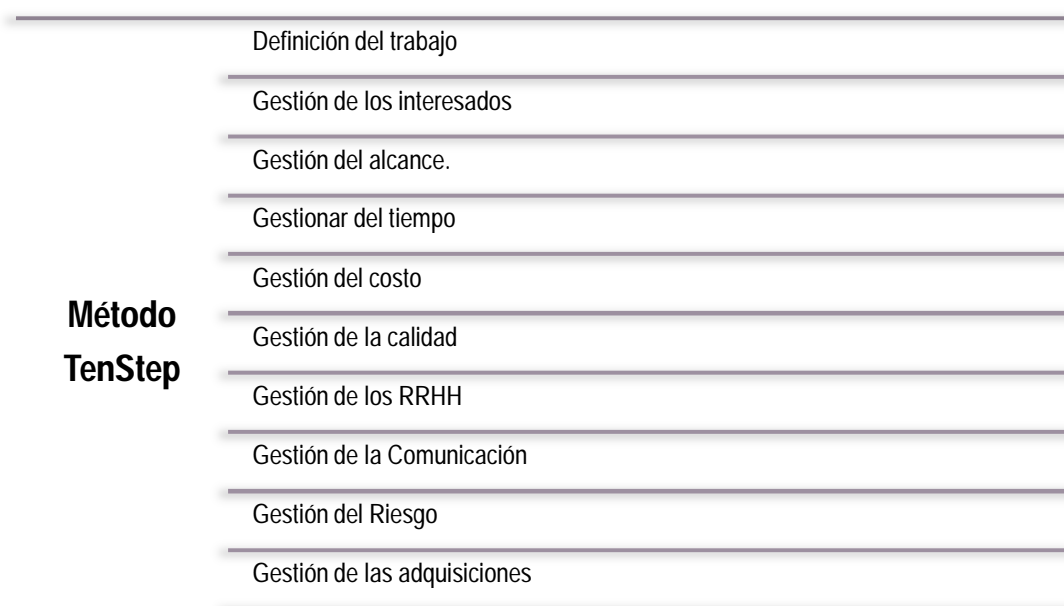 Método
TenStep
Definición del trabajo
Gestión de los interesados
Gestión del alcance.
Gestionar del tiempo
Gestión del costo
Gestión de la calidad
Gestión de los RRHH
Gestión de la Comunicación
Gestión del Riesgo
Gestión de las adquisiciones